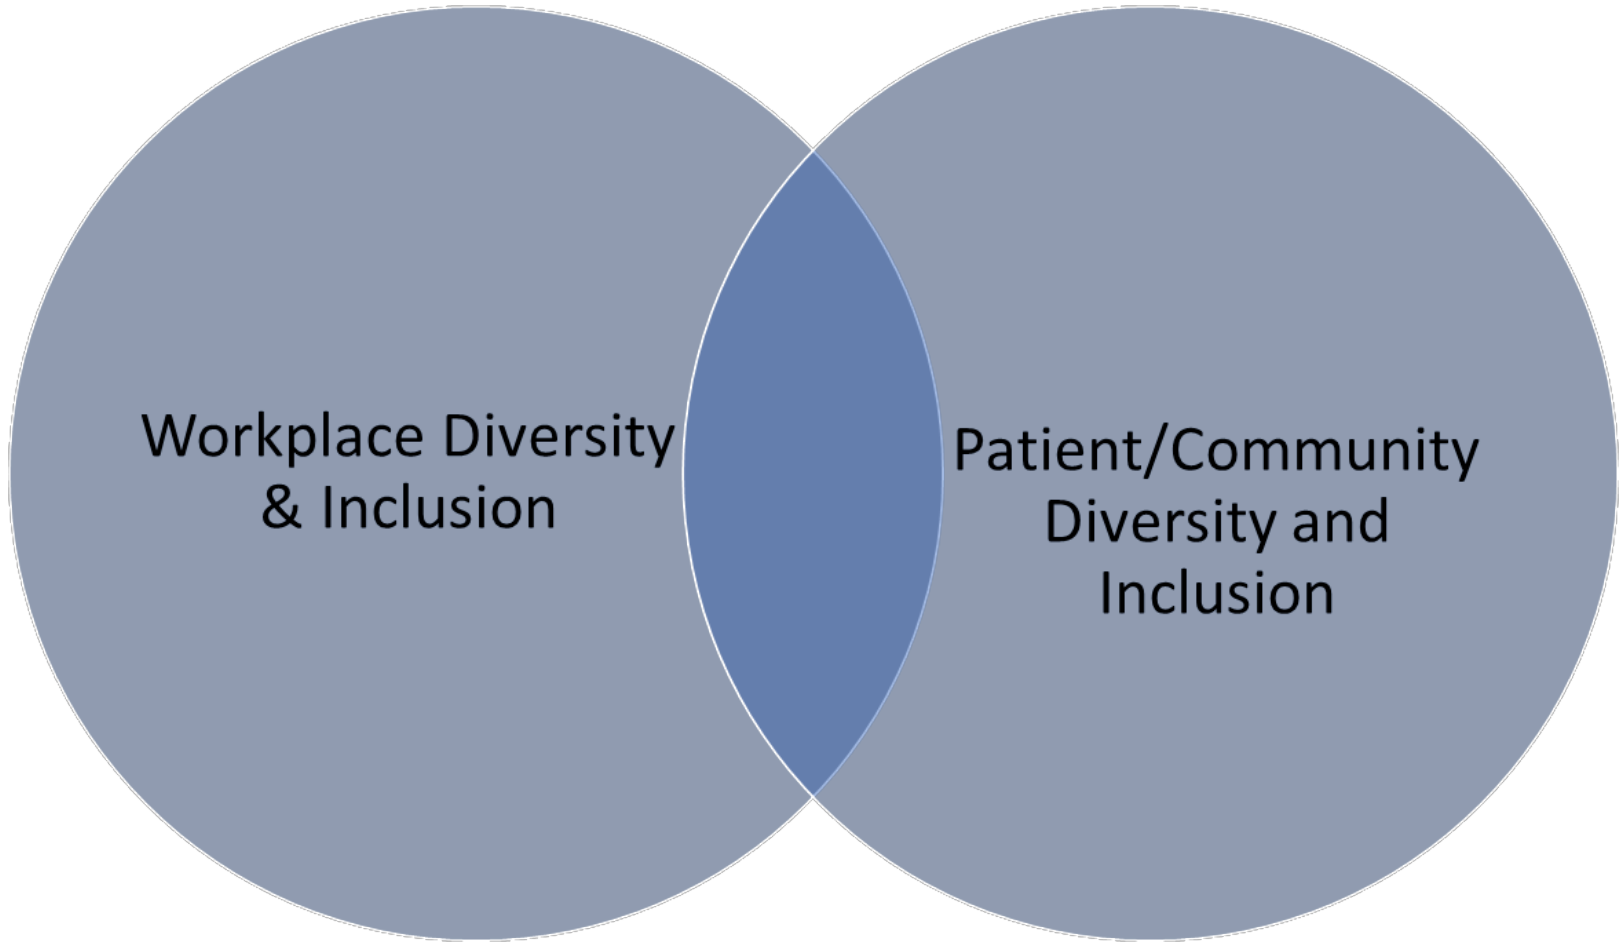 Workplace Diversity
& Inclusion
Patient/Community
Diversity and
Inclusion